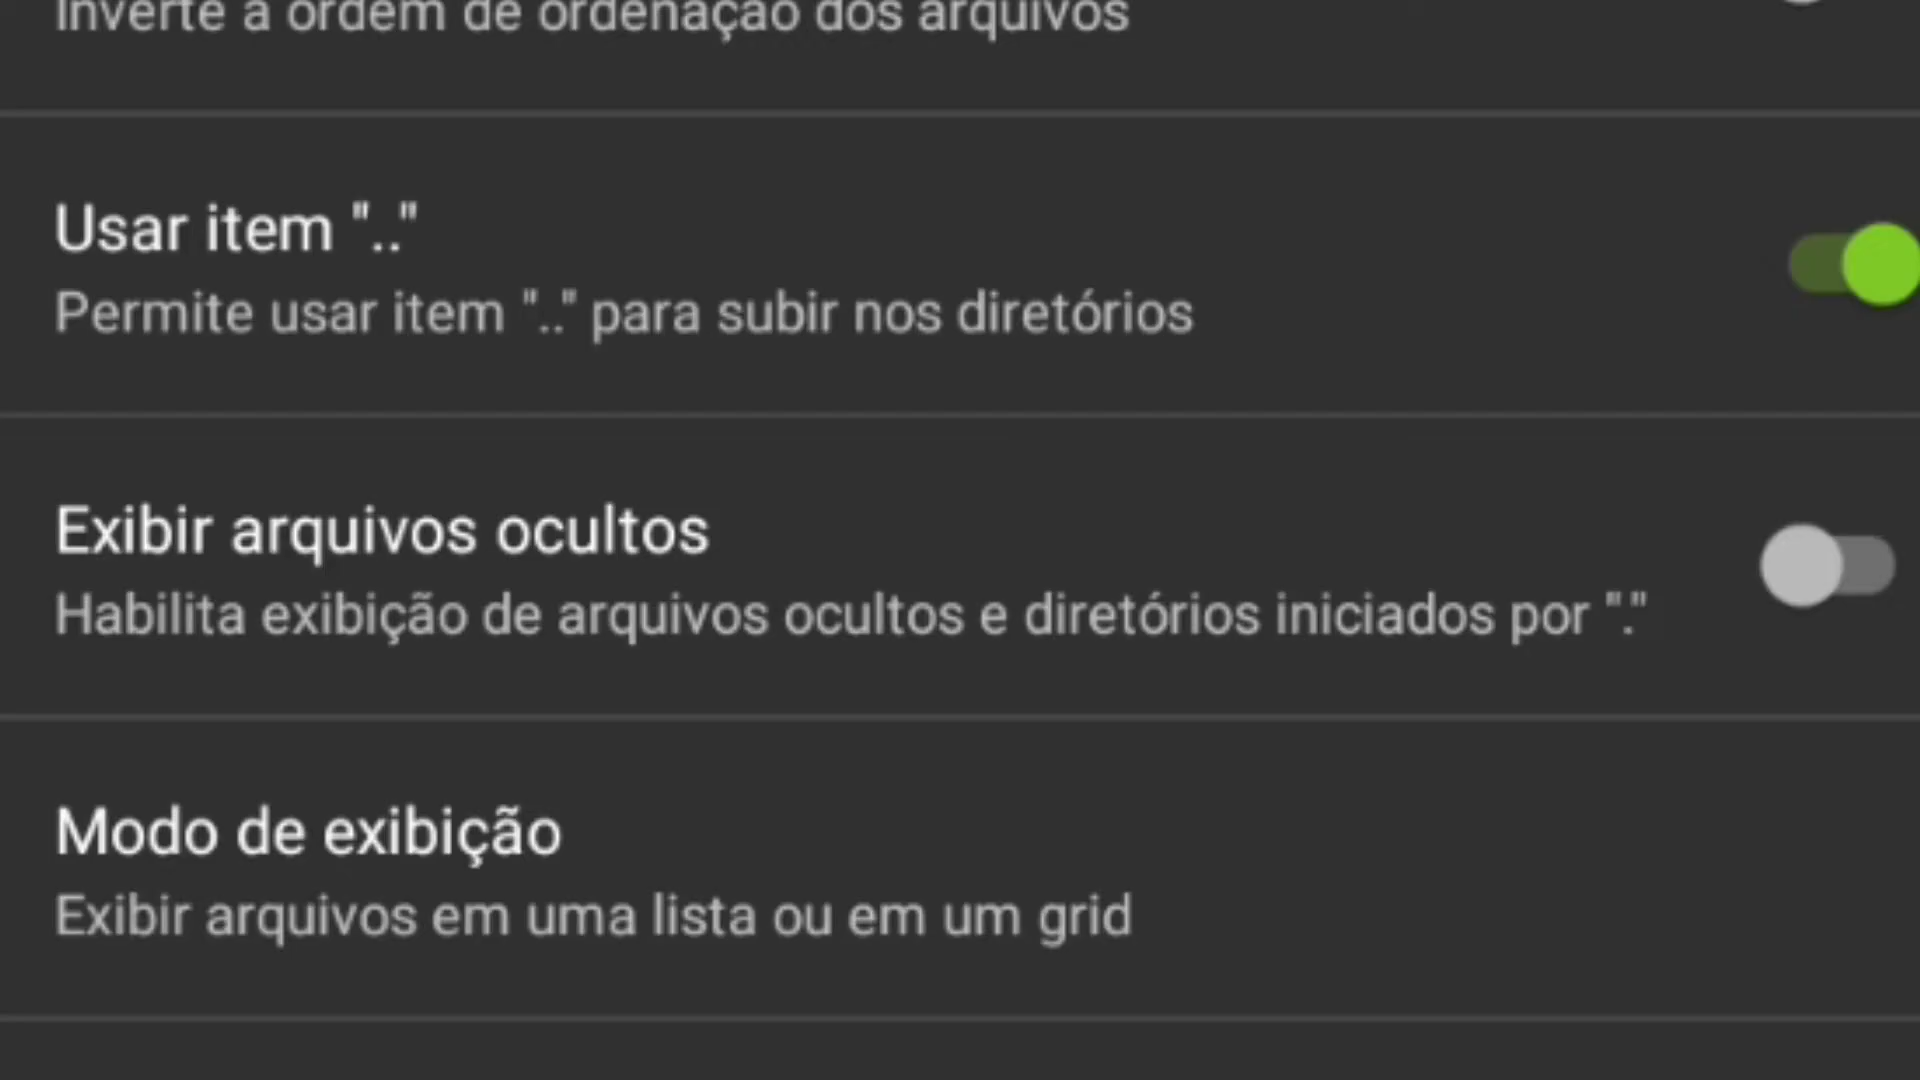 Inverte a ordem de ordenação dos arquivos
Usar item ".."
Permite usar item ".." para subir nos diretórios
Exibir arquivos ocultos
Habilita exibição de arquivos ocultos e diretórios iniciados por "."
Modo de exibição
Exibir arquivos em uma lista ou em um grid